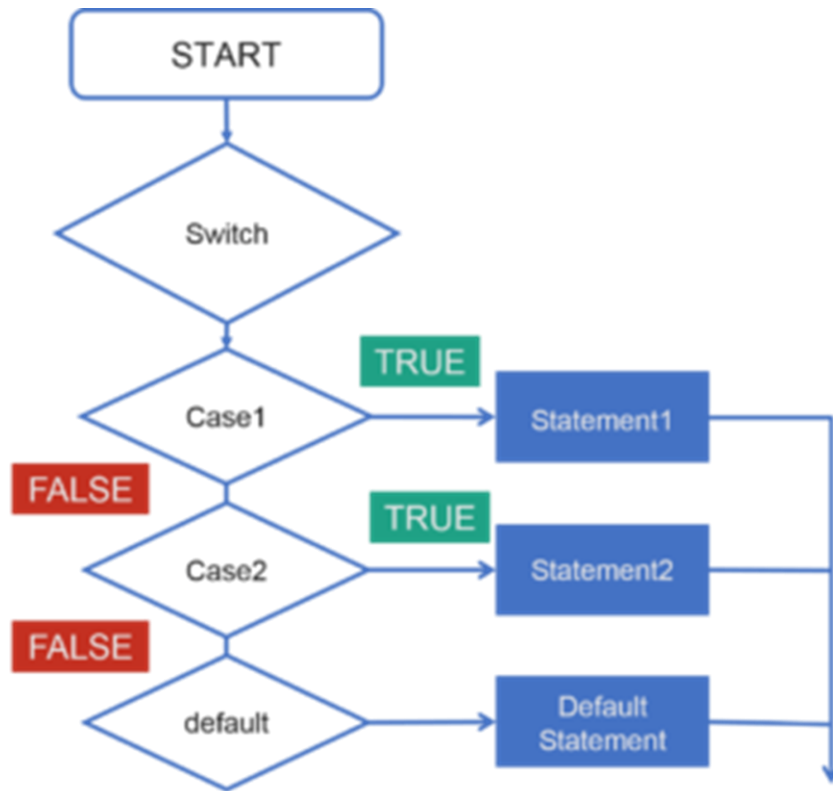 START
Switch
TRUE
Case1
Statement1
FALSE
TRUE
Case2
Statement2
FALSE
default
Default
Statement